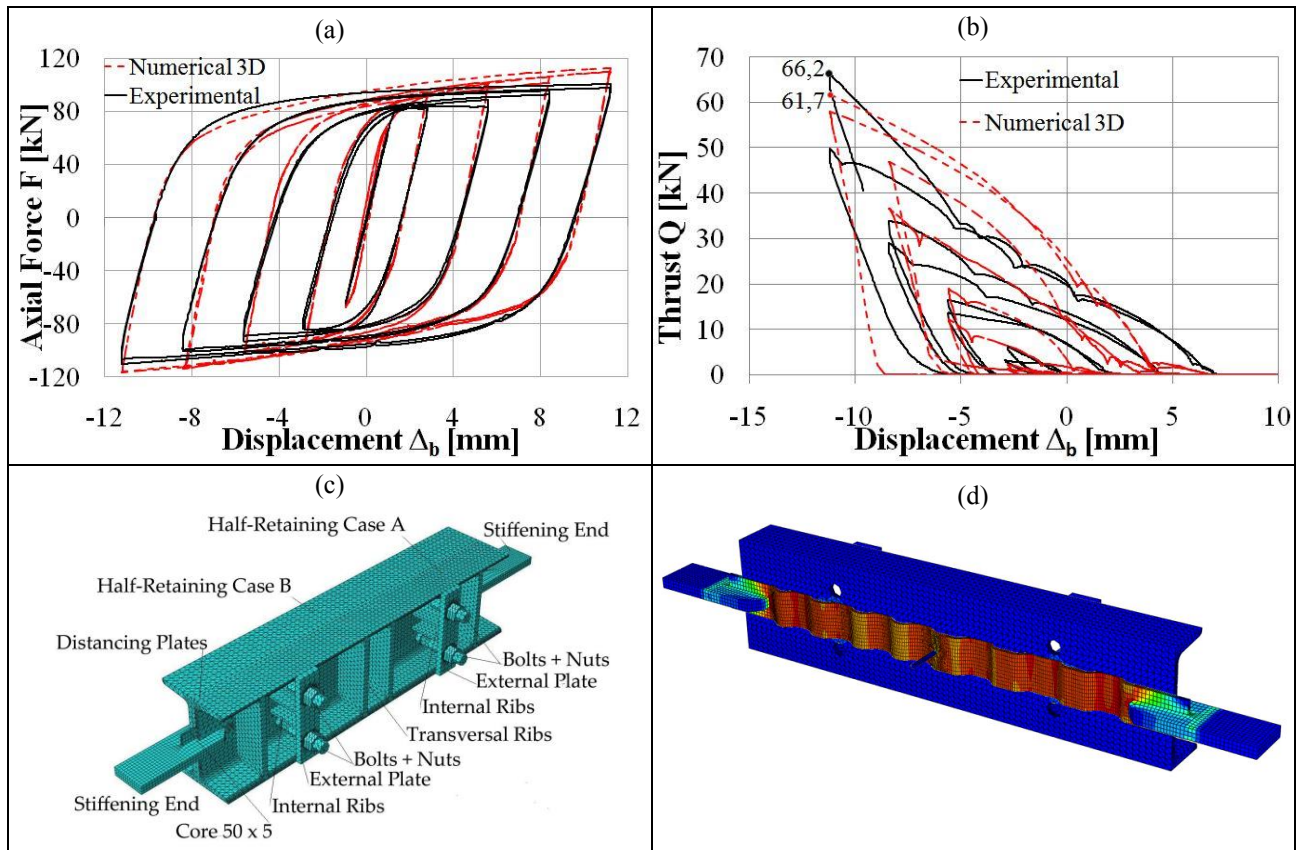 (a)
120
80
40
0
-40
-80
-120
Axial Force F [kN]
Numerical 3D
Experimental
-12
-8
-4
0
4
8
12
Displacement Δb [mm]
(b)
70
60
50
40
30
20
10
0
Thrust Q [kN]
66,2
61,7
Experimental
Numerical 3D
-15
-10
-5
0
5
10
Displacement Δb [mm]
(c)
Half-Retaining Case A
Stiffening End
Half-Retaining Case B
Distancing Plates
Bolts + Nuts
External Plate
Internal Ribs
Transversal Ribs
Bolts + Nuts
External Plate
Stiffening End
Internal Ribs
Core 50 x 5
(d)